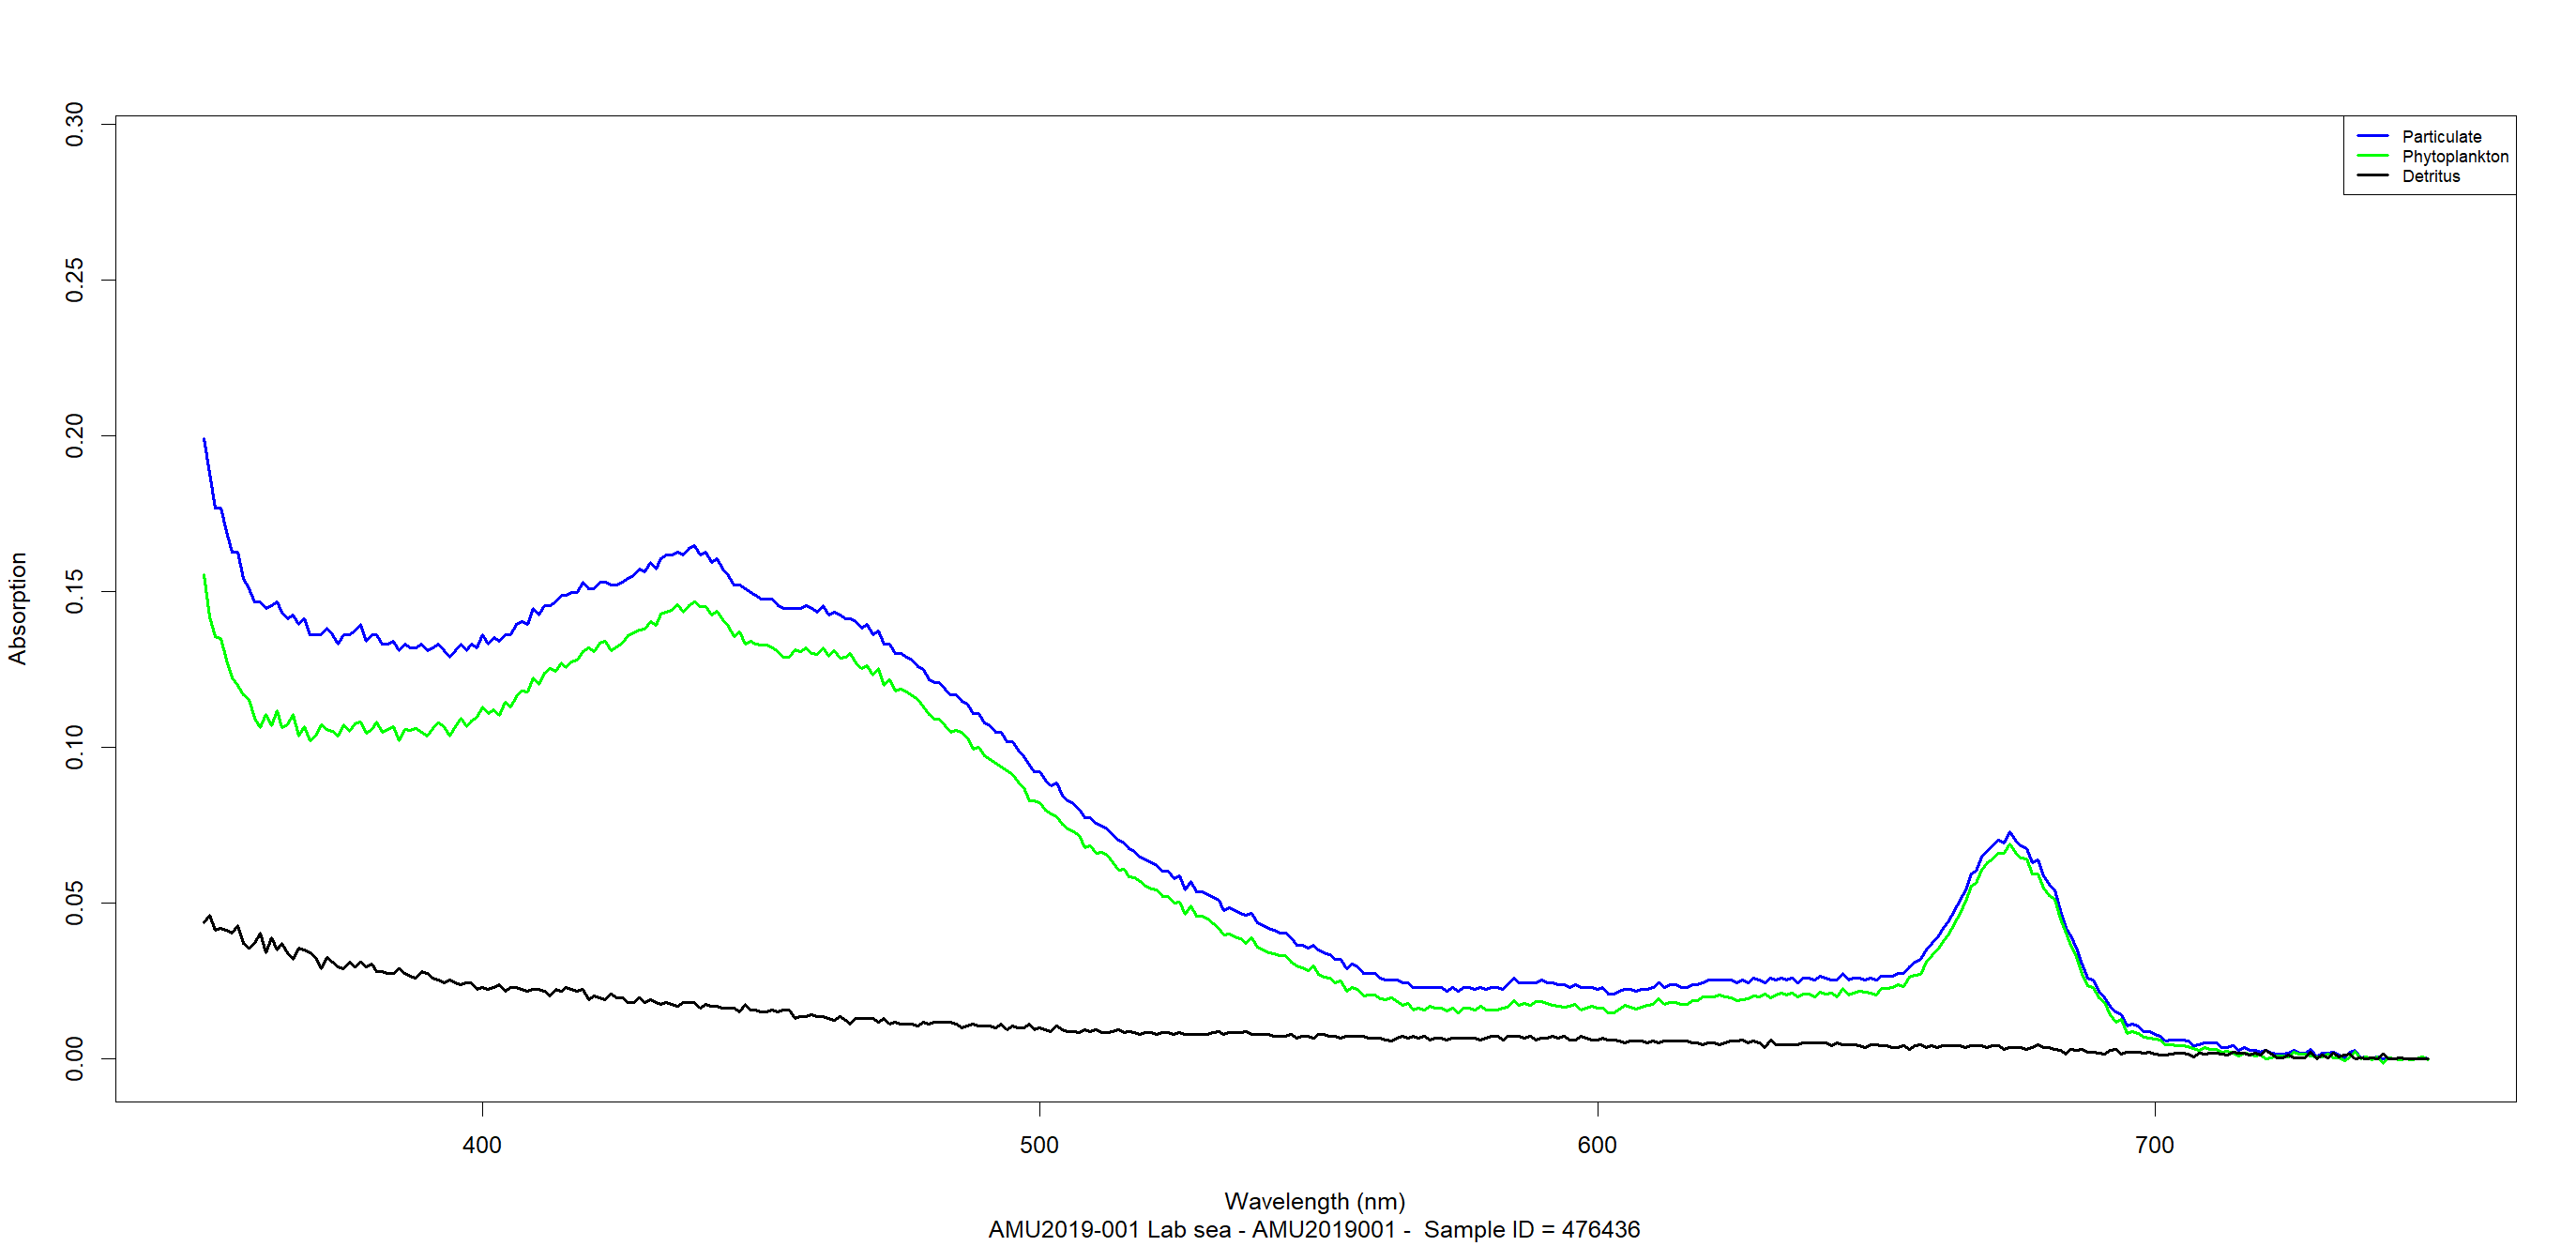 0.30
0.25
0.20
0.15
0.10
0.05
0.00
Absorption
Particulate
Phytoplankton
Detritus
400 500 600 700
Wavelength (nm)
AMU2019-001 Lab sea - AMU2019001 - Sample ID = 476436